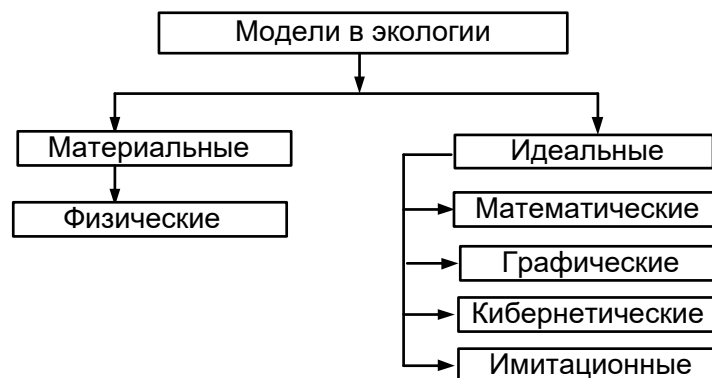 Модели в экологии
Материальные
Физические
Идеальные
Математические
Графические
Кибернетические
Имитационные